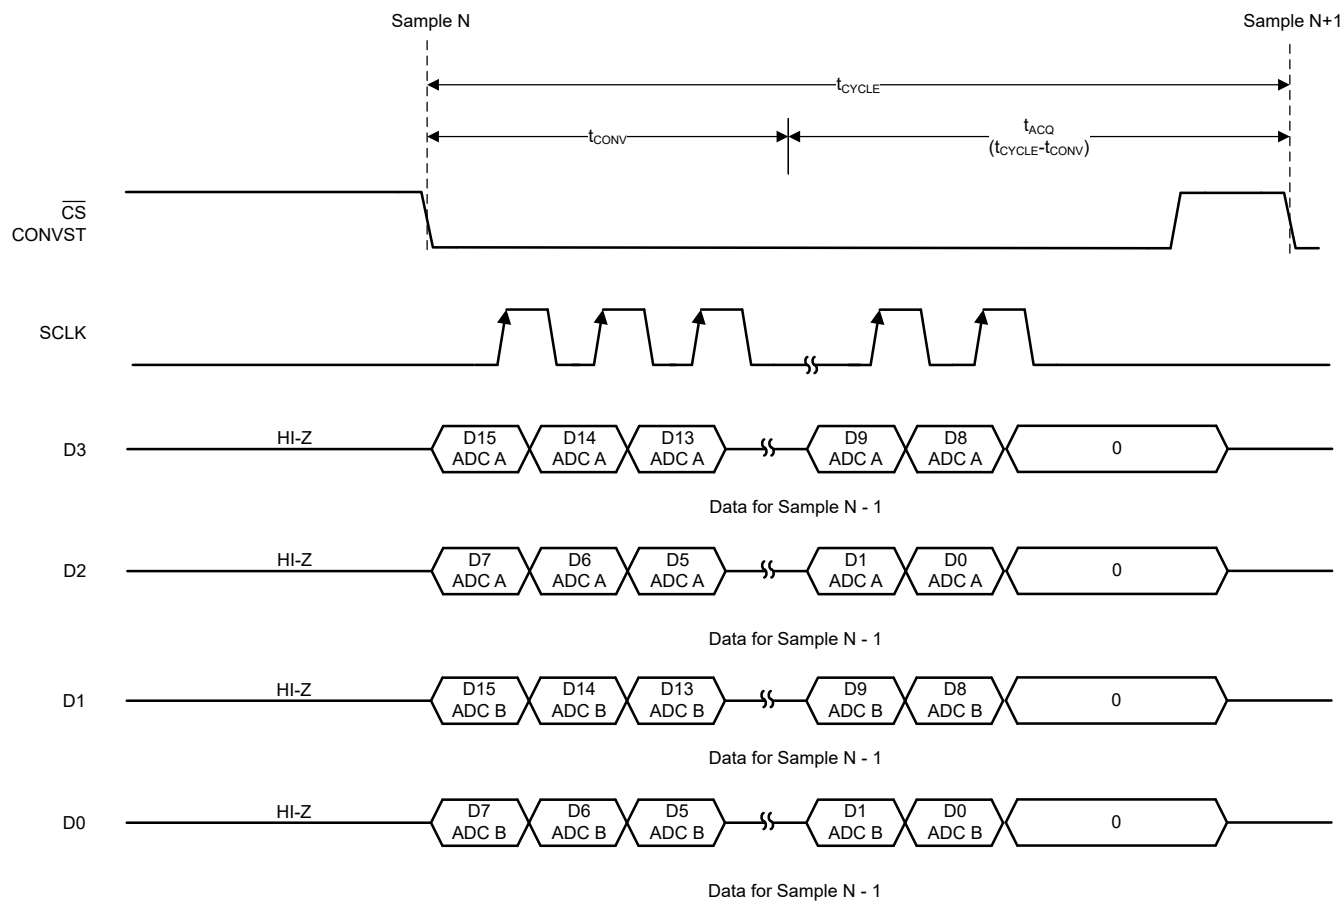 Sample N
Sample N+1
tCYCLE
tCONV
tACQ
(tCYCLE-tCONV)
CS
CONVST
SCLK
D3
HI-Z
D15 ADC A
D14 ADC A
D13 ADC A
D9 ADC A
D8 ADC A
0
Data for Sample N - 1
D2
HI-Z
D7 ADC A
D6 ADC A
D5 ADC A
D1 ADC A
D0 ADC A
0
Data for Sample N - 1
D1
HI-Z
D15 ADC B
D14 ADC B
D13 ADC B
D9 ADC B
D8 ADC B
0
Data for Sample N - 1
D0
HI-Z
D7 ADC B
D6 ADC B
D5 ADC B
D1 ADC B
D0 ADC B
0
Data for Sample N - 1